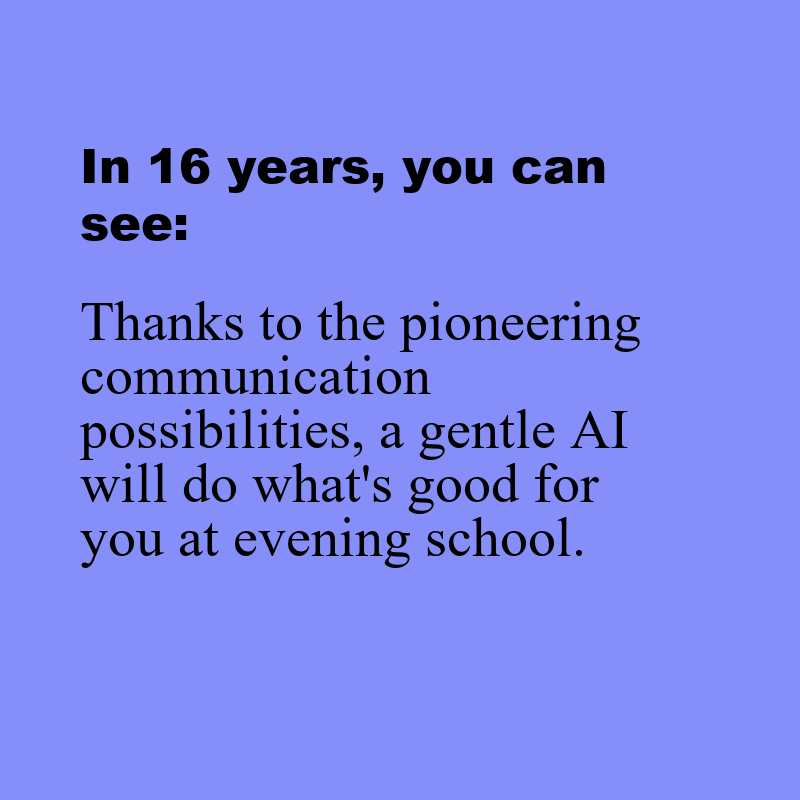 In 16 years, you can
see:
Thanks to the pioneering
communication
possibilities, a gentle AI
will do what's good for
you at evening school.